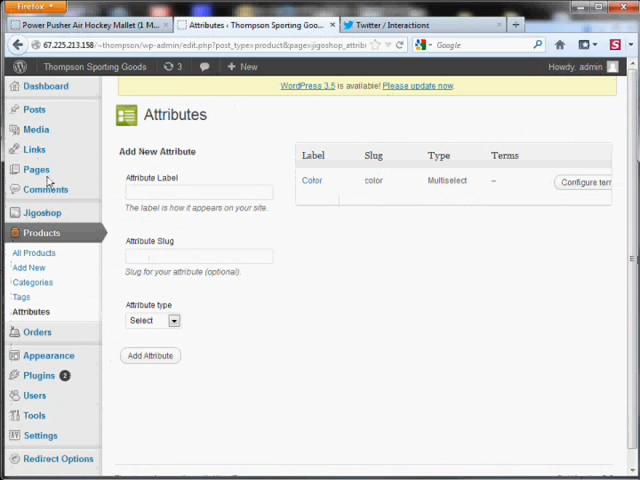 Firefox
Power Pusher Air Hockey Mallet (1 M...
Attributes ‹ Thompson Sporting Goods ...
Twitter / Interactions
67.225.213.158/~thompson/wp-admin/edit.php?post_type=product&page=jigoshop_attrib
Google
Thompson Sporting Goods
3
+ New
Howdy, admin
Dashboard
Posts
Media
Links
Pages
Comments
Jigoshop
Products
All Products
Add New
Categories
Tags
Attributes
Orders
Appearance
Plugins 2
Users
Tools
Settings
Redirect Options
WordPress 3.5 is available! Please update now.
Attributes
Add New Attribute
Attribute Label
The label is how it appears on your site.
Attribute Slug
Slug for your attribute (optional).
Attribute type
Select
Add Attribute
Label Slug Type Terms
Color color Multiselect –
Configure terr